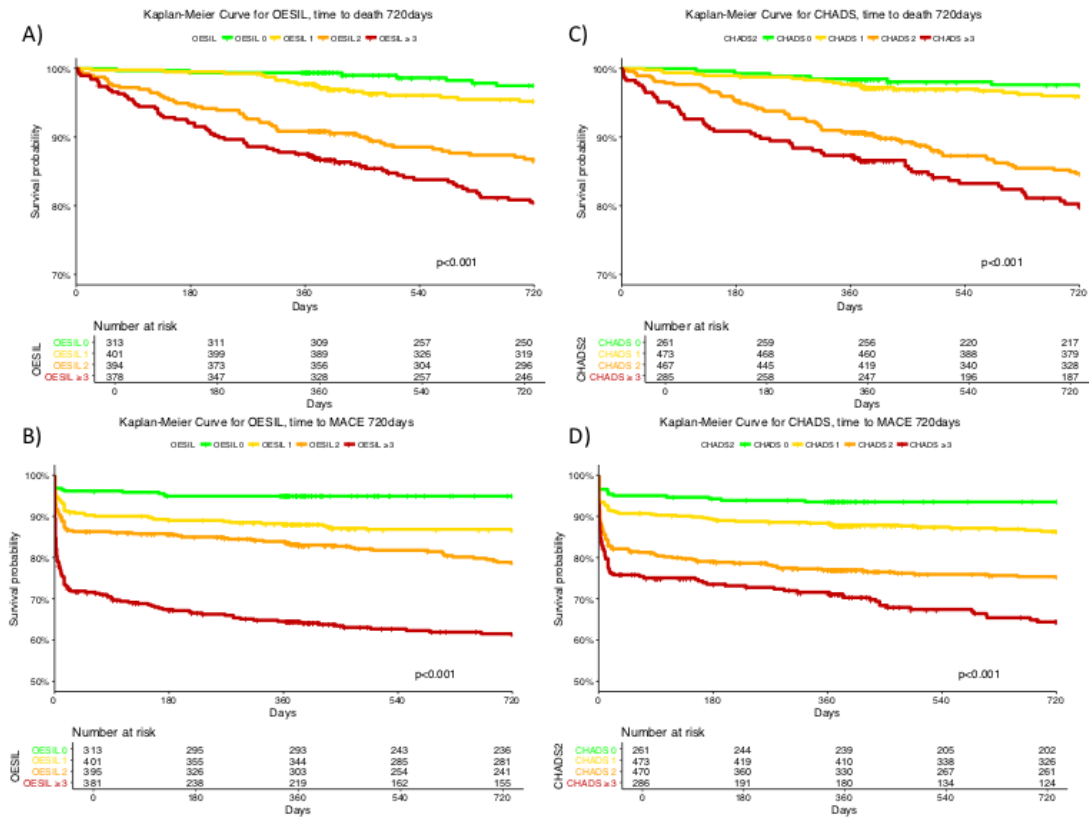 A)
Kaplan-Meier Curve for OESIL, time to death 720days
OESIL OESIL 0 OESIL 1 OESIL 2 OESIL ≥ 3
100%
90%
80%
70%
Survival probability
p<0.001
0 180 360 540 720
Days
Number at risk
OESIL
OESIL 0 313 311 309 257 250
OESIL 1 401 399 389 326 319
OESIL 2 394 373 356 304 296
OESIL ≥3 378 347 328 257 246
0 180 360 540 720
Days
C)
Kaplan-Meier Curve for CHADS, time to death 720days
CHADS2 CHADS 0 CHADS 1 CHADS 2 CHADS ≥3
100%
90%
80%
70%
Survival probability
p<0.001
0 180 360 540 720
Days
Number at risk
CHADS2
CHADS 0 261 259 256 220 217
CHADS 1 473 468 460 388 379
CHADS 2 467 445 419 340 328
CHADS ≥3 285 258 247 196 187
0 180 360 540 720
Days
B)
Kaplan-Meier Curve for OESIL, time to MACE 720days
OESIL OESIL 0 OESIL 1 OESIL 2 OESIL ≥3
100%
90%
80%
70%
60%
50%
Survival probability
p<0.001
0 180 360 540 720
Days
Number at risk
OESIL
OESIL 0 313 295 293 243 236
OESIL 1 401 355 344 285 281
OESIL 2 395 326 303 254 241
OESIL ≥3 381 238 219 162 155
0 180 360 540 720
Days
D)
Kaplan-Meier Curve for CHADS, time to MACE 720days
CHADS2 CHADS 0 CHADS 1 CHADS 2 CHADS ≥3
100%
90%
80%
70%
60%
50%
Survival probability
p<0.001
0 180 360 540 720
Days
Number at risk
CHADS2
CHADS 0 261 244 239 205 202
CHADS 1 473 419 410 338 326
CHADS 2 470 360 330 267 261
CHADS ≥3 286 191 180 134 124
0 180 360 540 720
Days